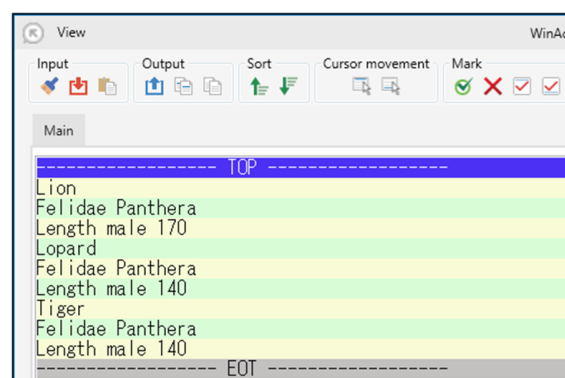 View
WinAc
Input
Output
Sort
Cursor movement
Mark
Main
------------------ TOP ------------------
Lion
Felidae Panthera
Length male 170
Lopard
Felidae Panthera
Length male 140
Tiger
Felidae Panthera
Length male 140
------------------ EOT ------------------